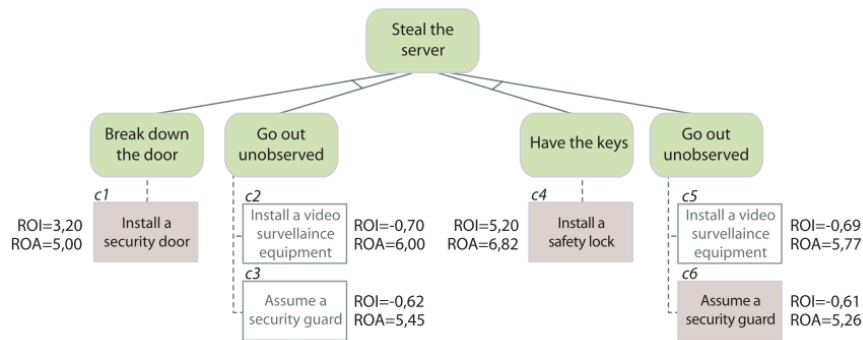 Steal the
server
Break down
the door
Go out
unobserved
Have the keys
Go out
unobserved
c1
Install a
security door
ROI=3,20
ROA=5,00
c2
Install a video
survellaince
equipment
ROI=-0,70
ROA=6,00
c3
Assume a
security guard
ROI=-0,62
ROA=5,45
c4
Install a
safety lock
ROI=5,20
ROA=6,82
c5
Install a video
survellaince
equipment
ROI=-0,69
ROA=5,77
c6
Assume a
security guard
ROI=-0,61
ROA=5,26